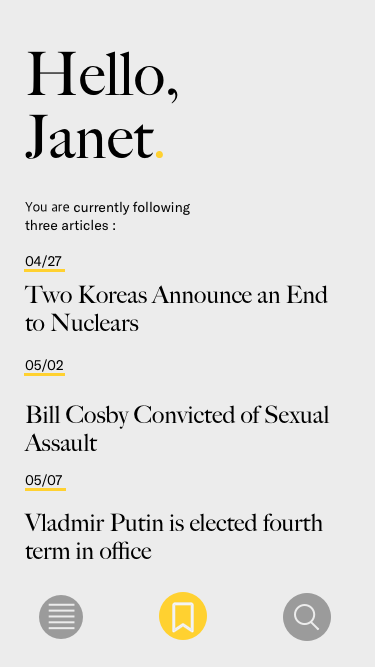 Hello,
Janet.
You are currently following
three articles :
04/27
Two Koreas Announce an End
to Nuclears
05/02
Bill Cosby Convicted of Sexual
Assault
05/07
Vladmir Putin is elected fourth
term in office